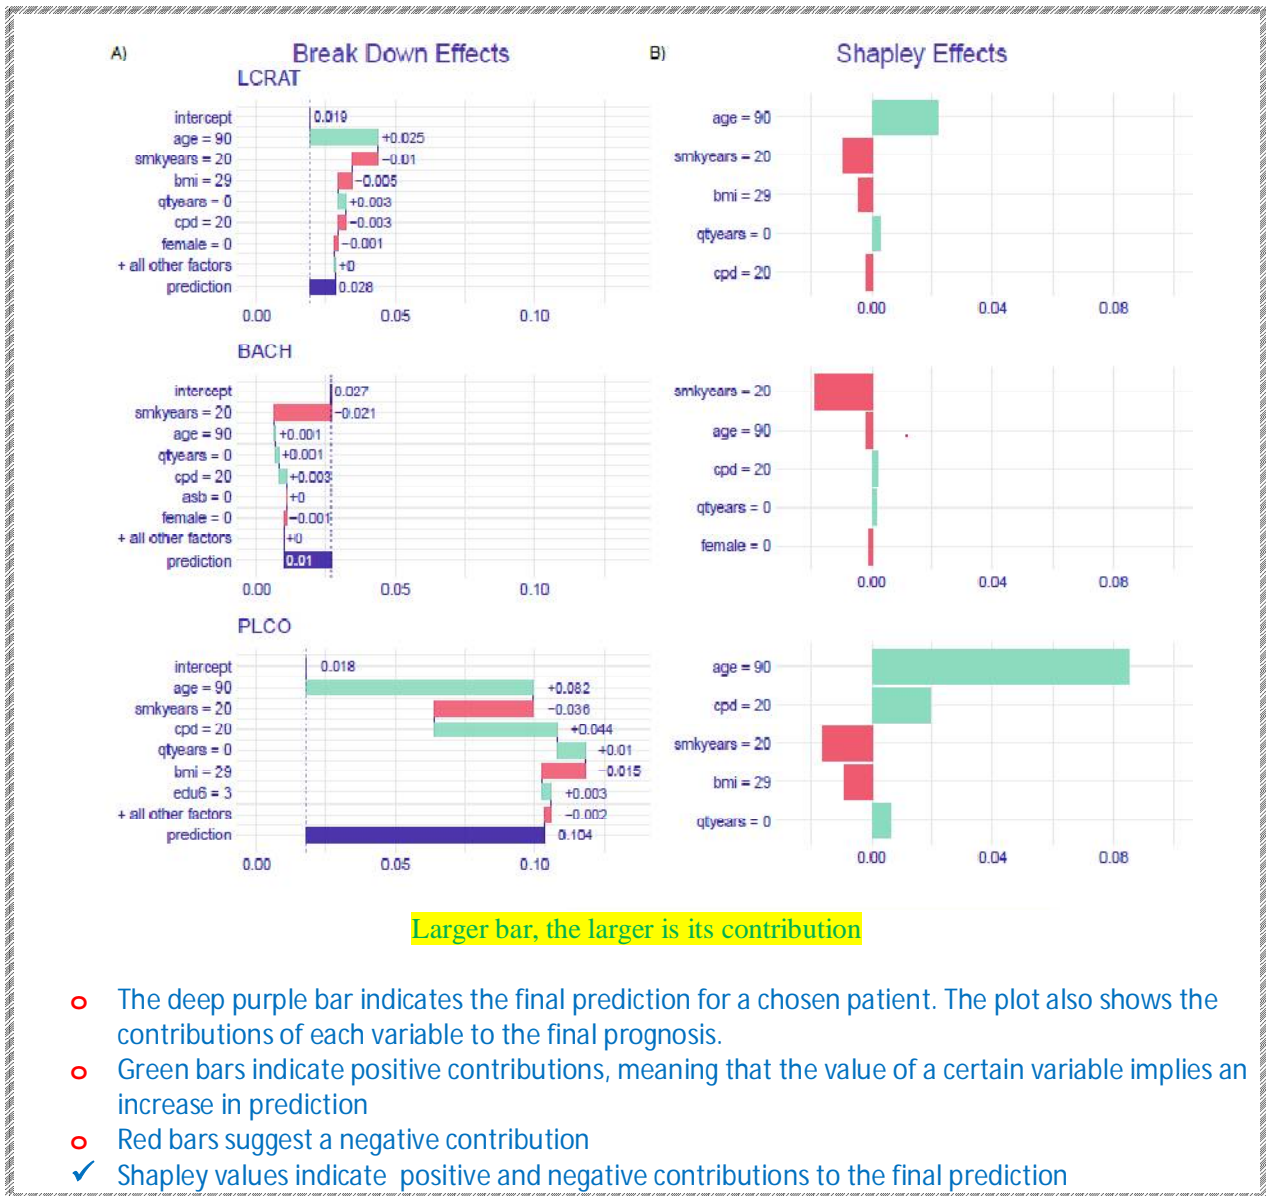 A)
Break Down Effects
LCRAT
intercept
0.019
age = 90
+0.025
smkyears = 20
−0.01
bmi = 29
−0.005
qtyears = 0
+0.003
cpd = 20
−0.003
female = 0
−0.001
+ all other factors
+0
prediction
0.028
0.00 0.05 0.10
BACH
intercept
0.027
smkyears = 20
−0.021
age = 90
+0.001
qtyears = 0
+0.001
cpd = 20
+0.003
asb = 0
+0
female = 0
−0.001
+ all other factors
+0
prediction
0.01
0.00 0.05 0.10
PLCO
intercept
0.018
age = 90
+0.082
smkyears = 20
−0.036
cpd = 20
+0.044
qtyears = 0
+0.01
bmi = 29
−0.015
edu6 = 3
+0.003
+ all other factors
−0.002
prediction
0.104
0.00 0.05 0.10
B)
Shapley Effects
age = 90
smkyears = 20
bmi = 29
qtyears = 0
cpd = 20
0.00 0.04 0.08
smkyears = 20
age = 90
cpd = 20
qtyears = 0
female = 0
0.00 0.04 0.08
age = 90
cpd = 20
smkyears = 20
bmi = 29
qtyears = 0
0.00 0.04 0.08
Larger bar, the larger is its contribution
o The deep purple bar indicates the final prediction for a chosen patient. The plot also shows the
contributions of each variable to the final prognosis.
o Green bars indicate positive contributions, meaning that the value of a certain variable implies an
increase in prediction
o Red bars suggest a negative contribution
✓ Shapley values indicate positive and negative contributions to the final prediction